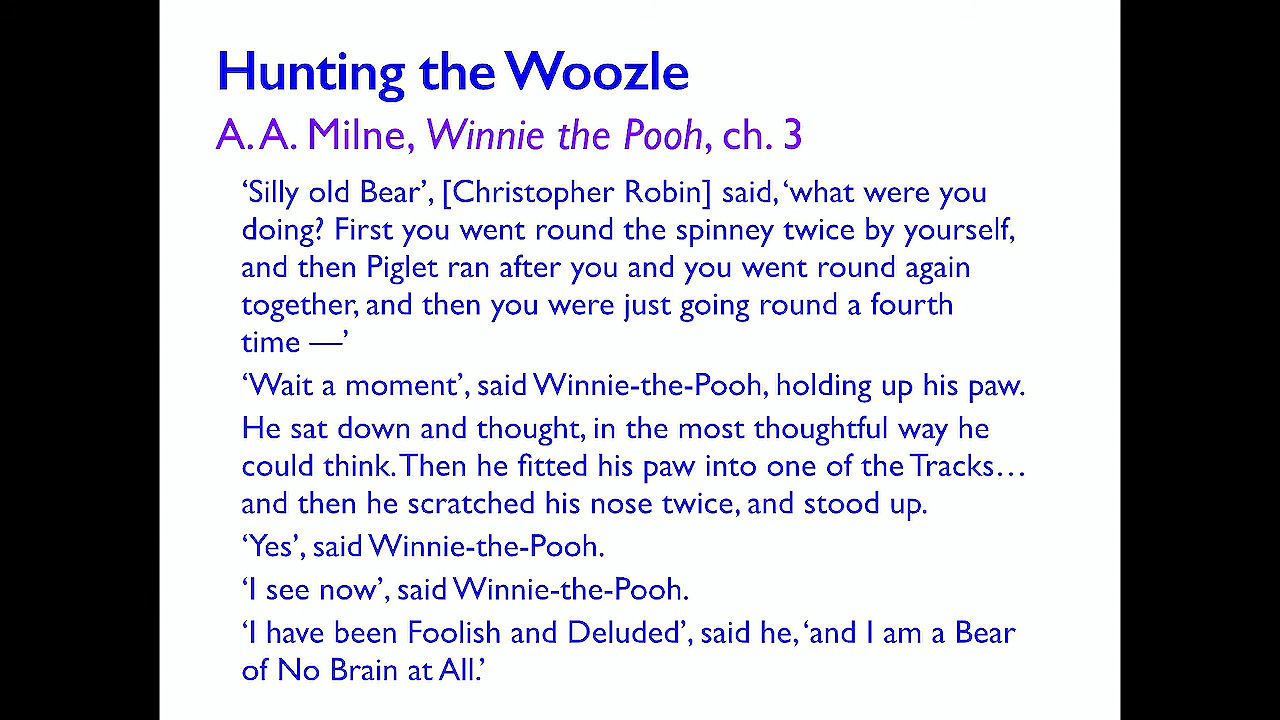 Hunting the Woozle
A. A. Milne, Winnie the Pooh, ch. 3
‘Silly old Bear’, [Christopher Robin] said, ‘what were you
doing? First you went round the spinney twice by yourself,
and then Piglet ran after you and you went round again
together, and then you were just going round a fourth
time —’
‘Wait a moment’, said Winnie-the-Pooh, holding up his paw.
He sat down and thought, in the most thoughtful way he
could think. Then he fitted his paw into one of the Tracks…
and then he scratched his nose twice, and stood up.
‘Yes’, said Winnie-the-Pooh.
‘I see now’, said Winnie-the-Pooh.
‘I have been Foolish and Deluded’, said he, ‘and I am a Bear
of No Brain at All.’